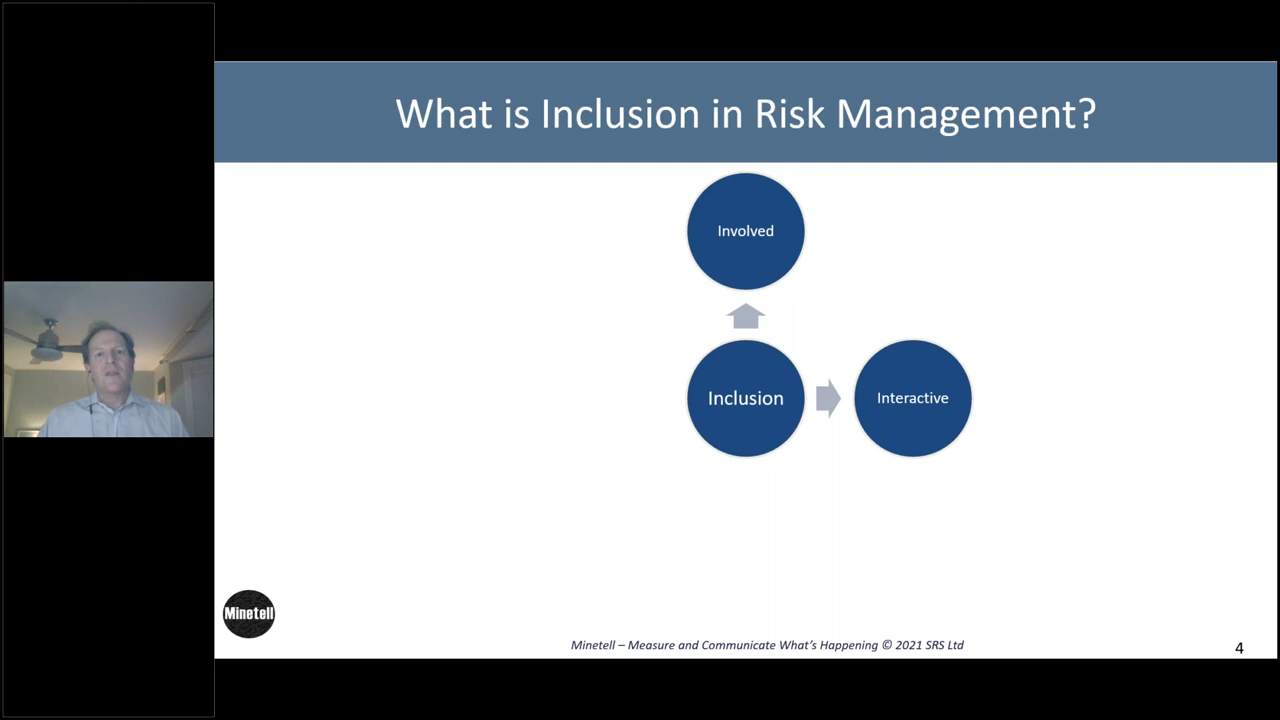 What is Inclusion in Risk Management?
Involved
Inclusion
Interactive
Minetell
Minetell – Measure and Communicate What's Happening © 2021 SRS Ltd
4